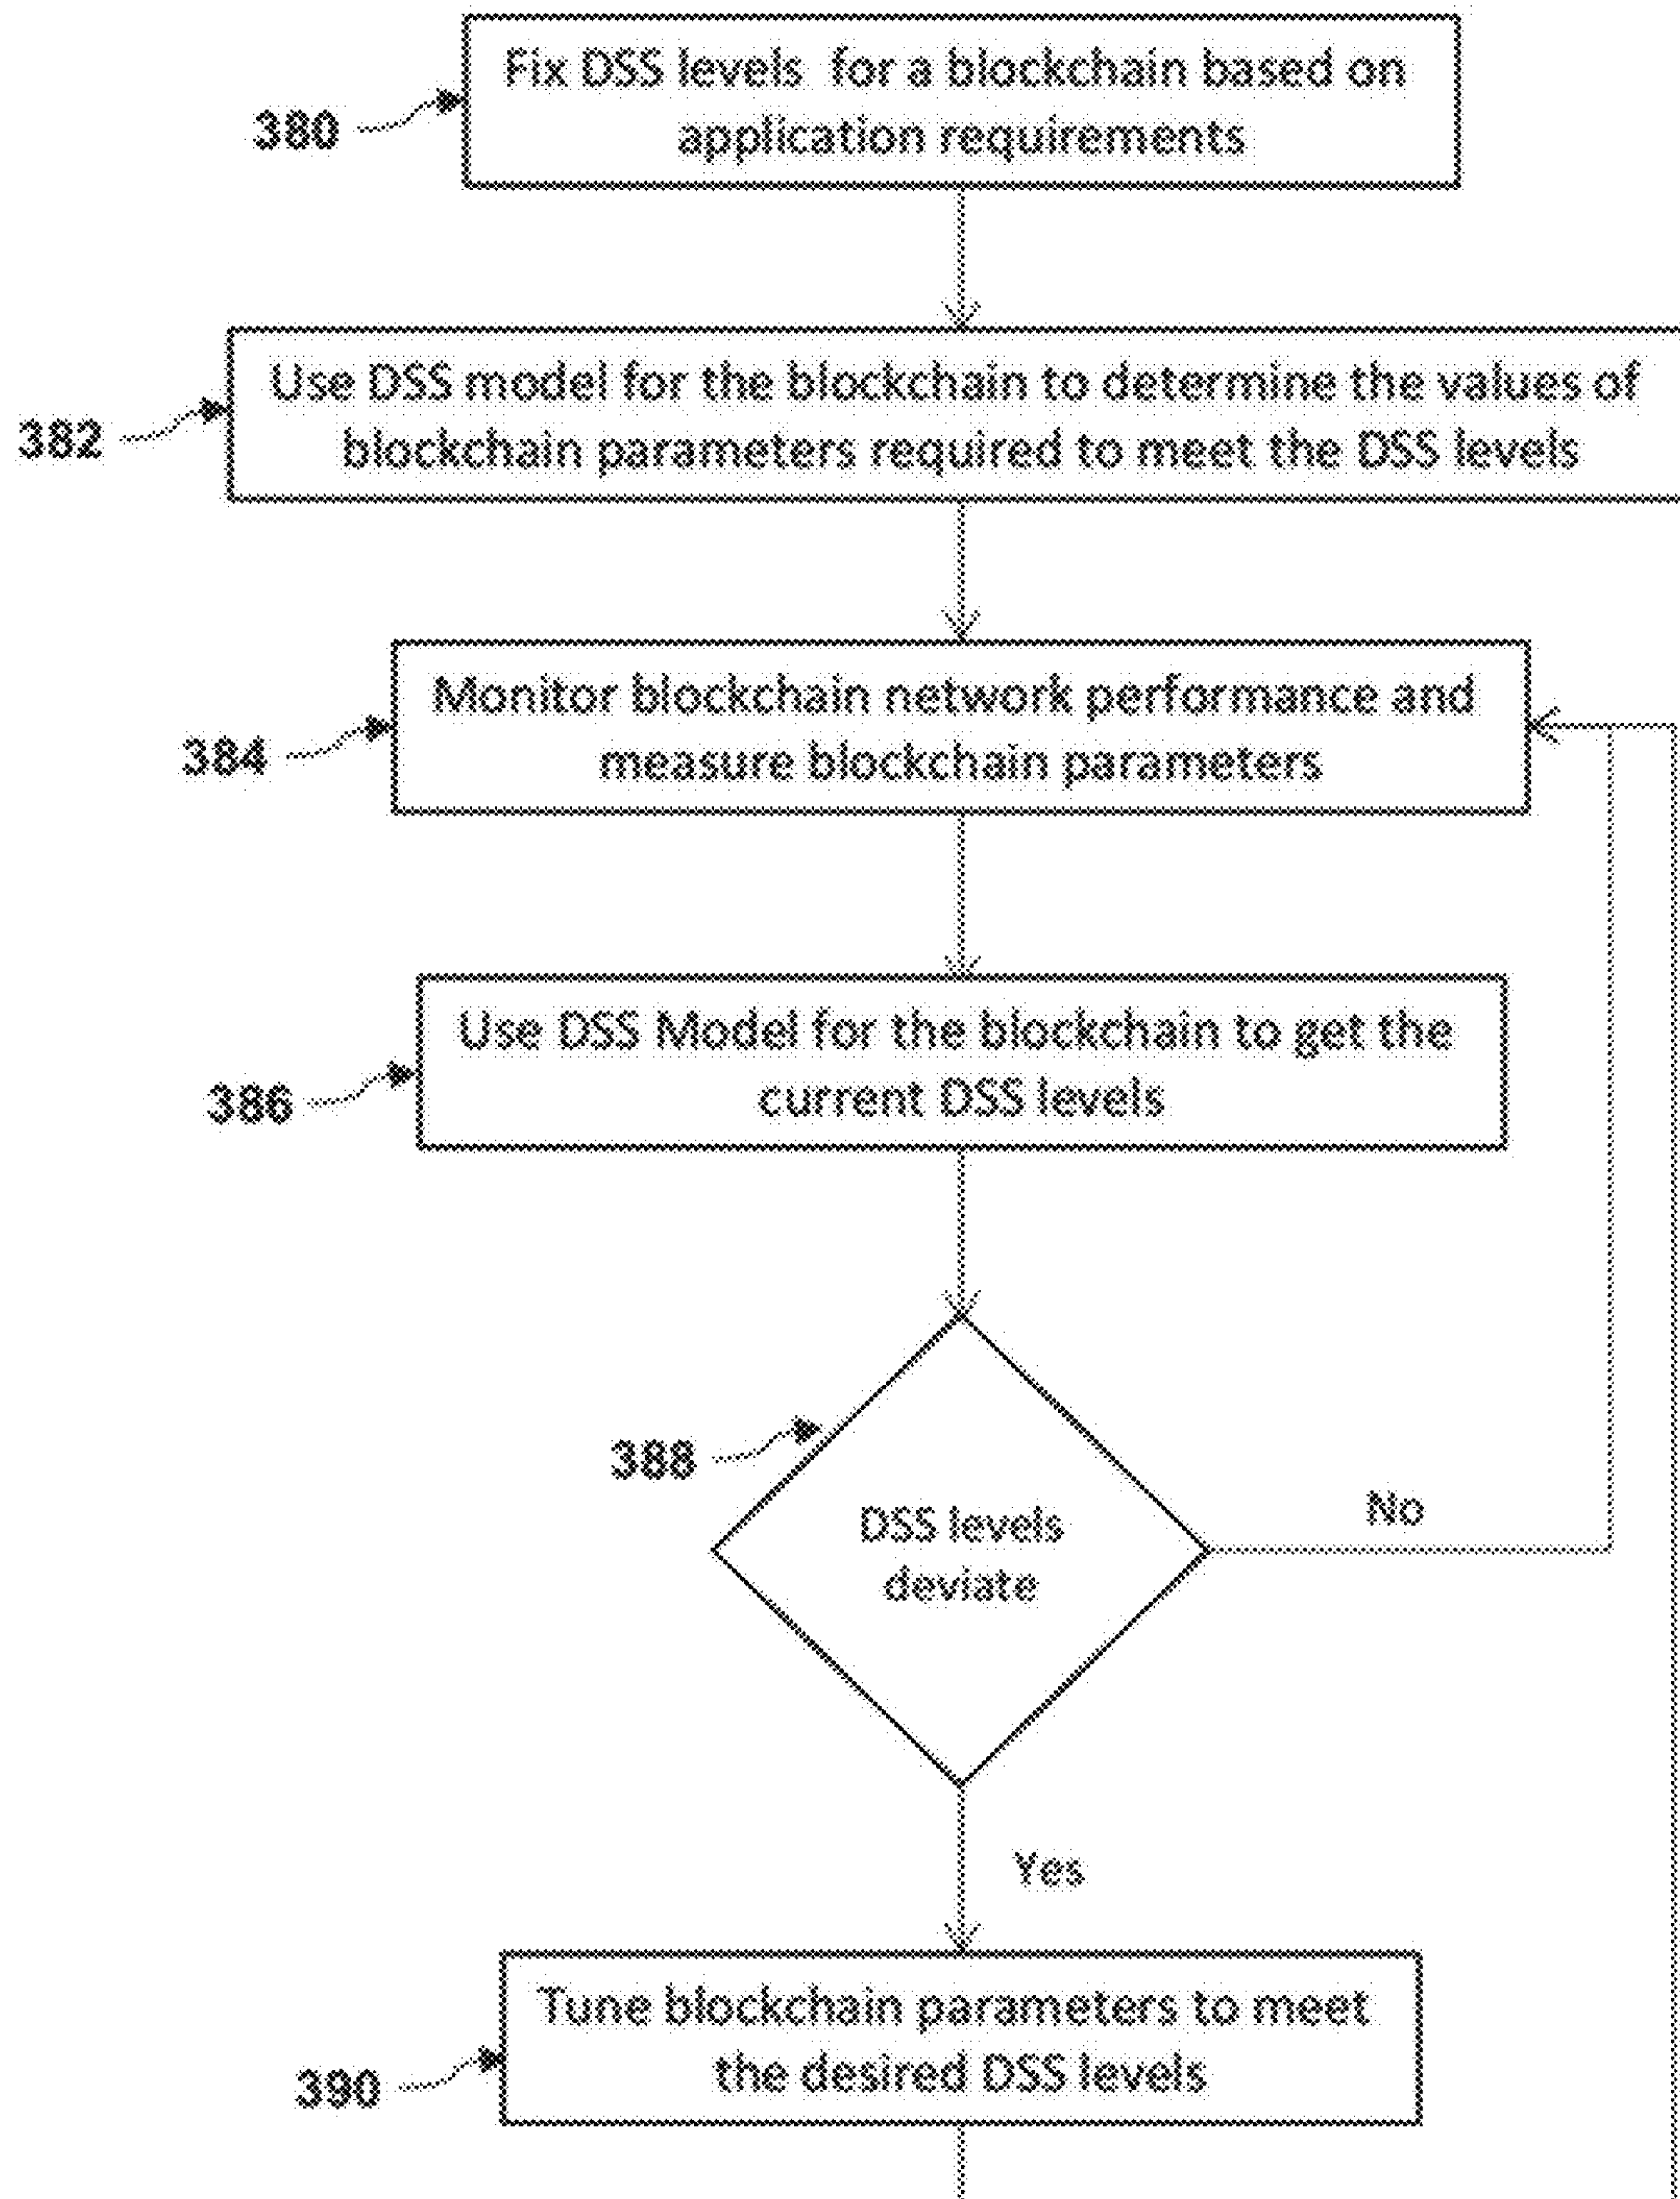 Fix DSS levels for a blockchain based on
application requirements
380
Use DSS model for the blockchain to determine the values of
blockchain parameters required to meet the DSS levels
382
Monitor blockchain network performance and
measure blockchain parameters
384
Use DSS Model for the blockchain to get the
current DSS levels
386
388
DSS levels
deviate
No
Yes
Tune blockchain parameters to meet
the desired DSS levels
390